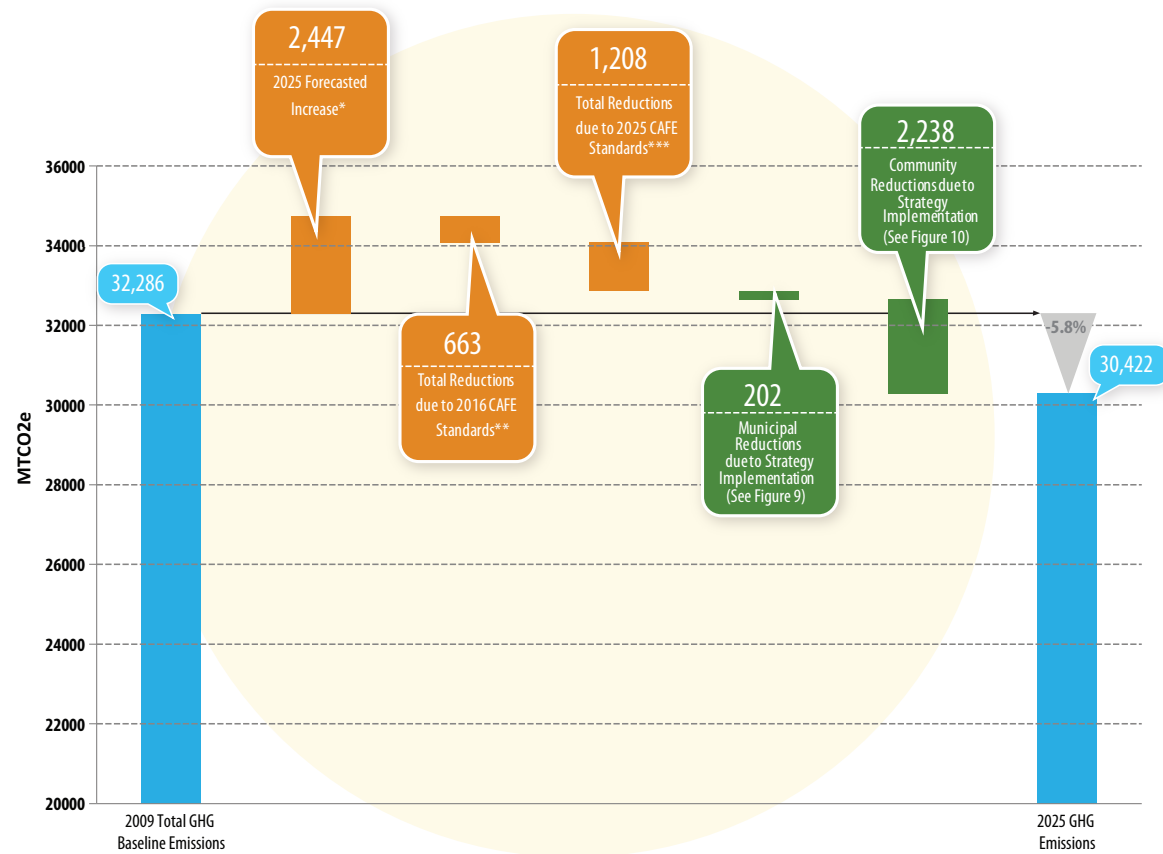 2,447
2025 Forecasted
Increase*
1,208
Total Reductions
due to 2025 CAFE
Standards***
2,238
Community
Reductions due to
Strategy
Implementation
(See Figure 10)
36000
34000
32,286
32000
663
Total Reductions
due to 2016 CAFE
Standards**
202
Municipal
Reductions
due to Strategy
Implementation
(See Figure 9)
-5.8%
30,422
30000
MTCO2e
28000
26000
24000
22000
20000
2009 Total GHG
Baseline Emissions
2025 GHG
Emissions